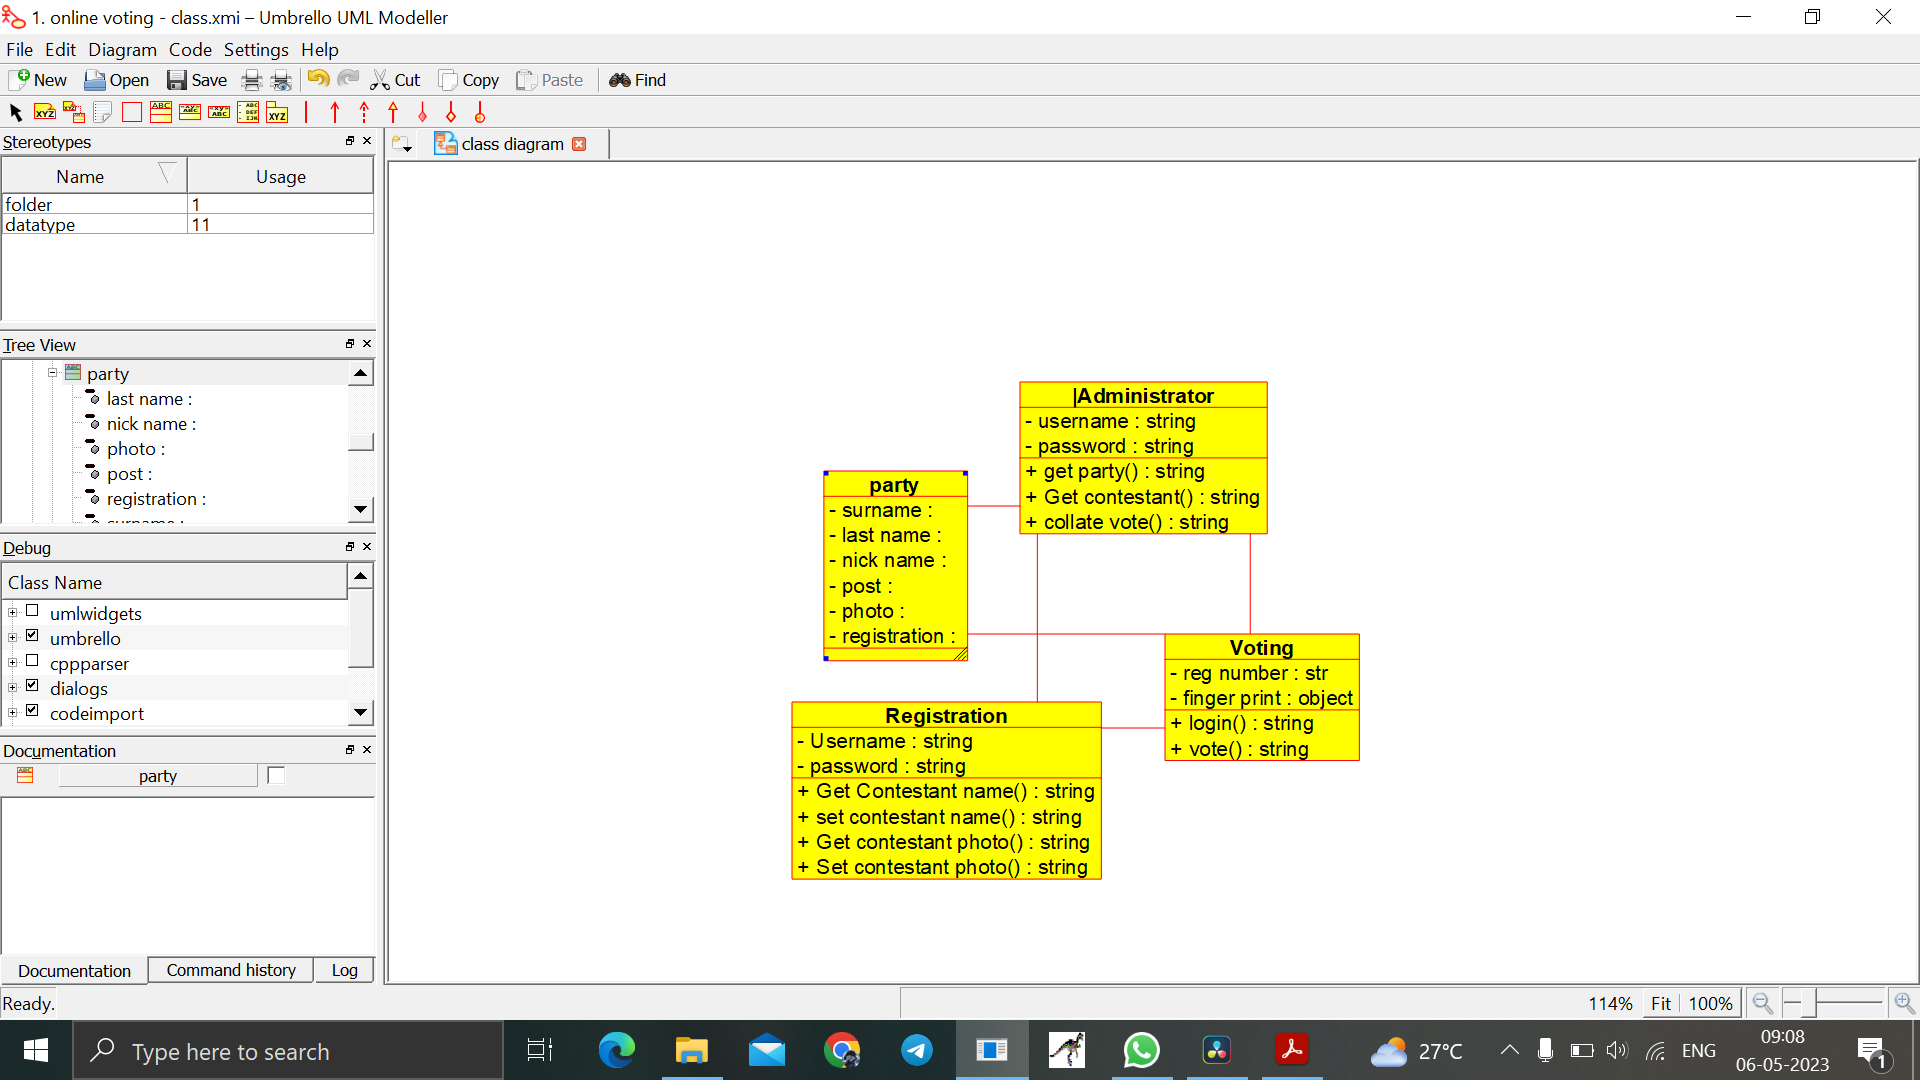 1. online voting - class.xmi – Umbrello UML Modeller
File Edit Diagram Code Settings Help
New Open Save Cut Copy Paste Find
Stereotypes
Name Usage
folder 1
datatype 11
Tree View
party
last name :
nick name :
photo :
post :
registration :
surname :
Debug
Class Name
umlwidgets
umbrello
cppparser
dialogs
codeimport
Documentation
party
Documentation Command history Log
Ready.
class diagram
|Administrator
- username : string
- password : string
+ get party() : string
+ Get contestant() : string
+ collate vote() : string
party
- surname :
- last name :
- nick name :
- post :
- photo :
- registration :
Voting
- reg number : str
- finger print : object
+ login() : string
+ vote() : string
Registration
- Username : string
- password : string
+ Get Contestant name() : string
+ set contestant name() : string
+ Get contestant photo() : string
+ Set contestant photo() : string
114% Fit 100%
Type here to search
27°C
ENG
09:08
06-05-2023
1